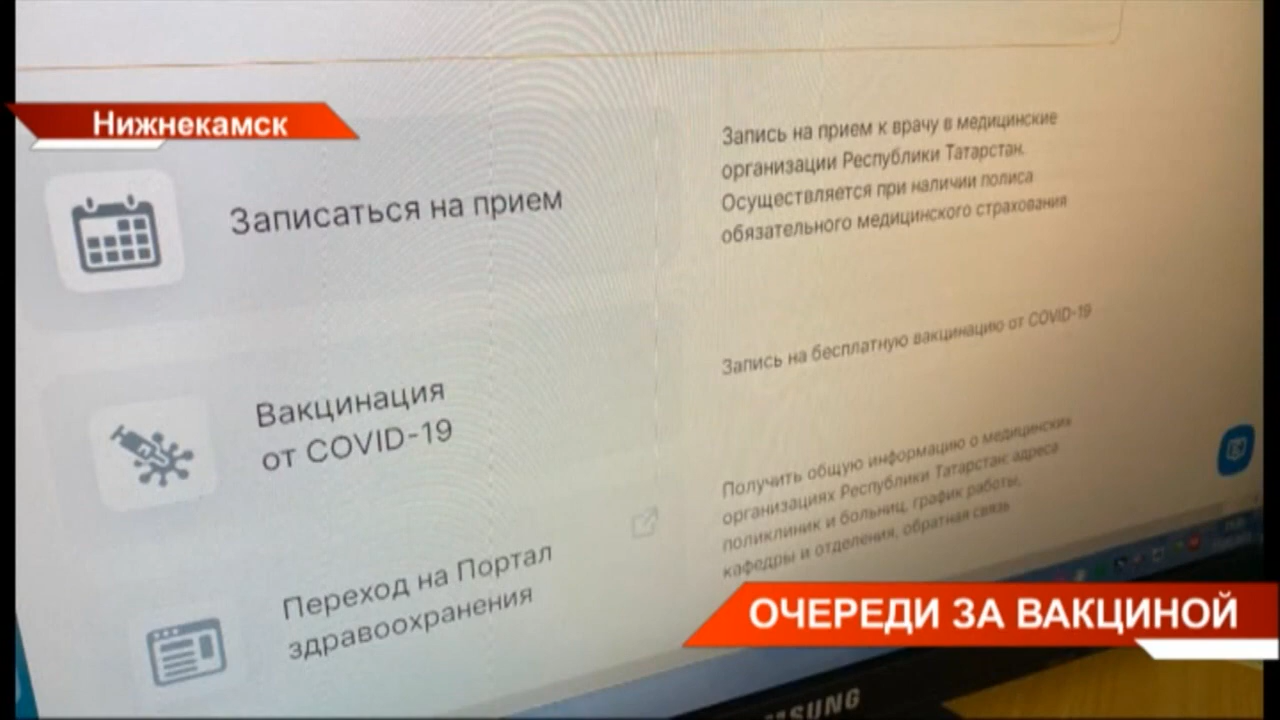 Нижнекамск
Записаться на прием
Запись на прием к врачу в медицинские
организации Республики Татарстан.
Осуществляется при наличии полиса
обязательного медицинского страхования
Вакцинация
от COVID-19
Запись на бесплатную вакцинацию от COVID-19
Переход на Портал
здравоохранения
Получить общую информацию о медицинских
организациях Республики Татарстан: адреса
поликлиник и больниц, график работы,
кафедры и отделения, обратная связь
ОЧЕРЕДИ ЗА ВАКЦИНОЙ